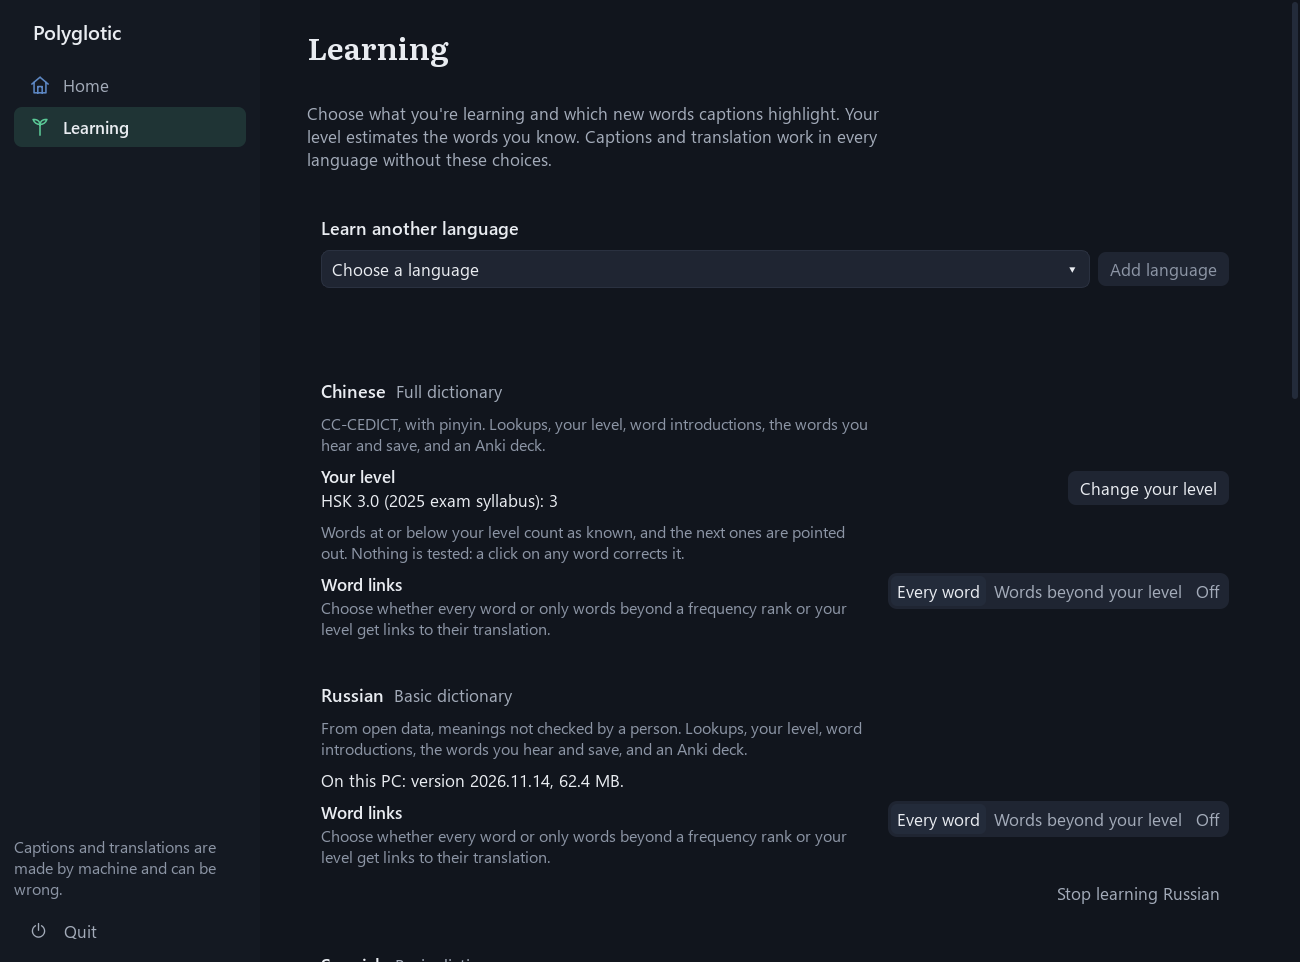 Polyglotic
Home
Learning
Captions and translations are
made by machine and can be
wrong.
Quit
Learning
Choose what you're learning and which new words captions highlight. Your
level estimates the words you know. Captions and translation work in every
language without these choices.
Learn another language
Choose a language
Add language
Chinese Full dictionary
CC-CEDICT, with pinyin. Lookups, your level, word introductions, the words you
hear and save, and an Anki deck.
Your level
HSK 3.0 (2025 exam syllabus): 3
Change your level
Words at or below your level count as known, and the next ones are pointed
out. Nothing is tested: a click on any word corrects it.
Word links
Every word Words beyond your level Off
Choose whether every word or only words beyond a frequency rank or your
level get links to their translation.
Russian Basic dictionary
From open data, meanings not checked by a person. Lookups, your level, word
introductions, the words you hear and save, and an Anki deck.
On this PC: version 2026.11.14, 62.4 MB.
Word links
Every word Words beyond your level Off
Choose whether every word or only words beyond a frequency rank or your
level get links to their translation.
Stop learning Russian